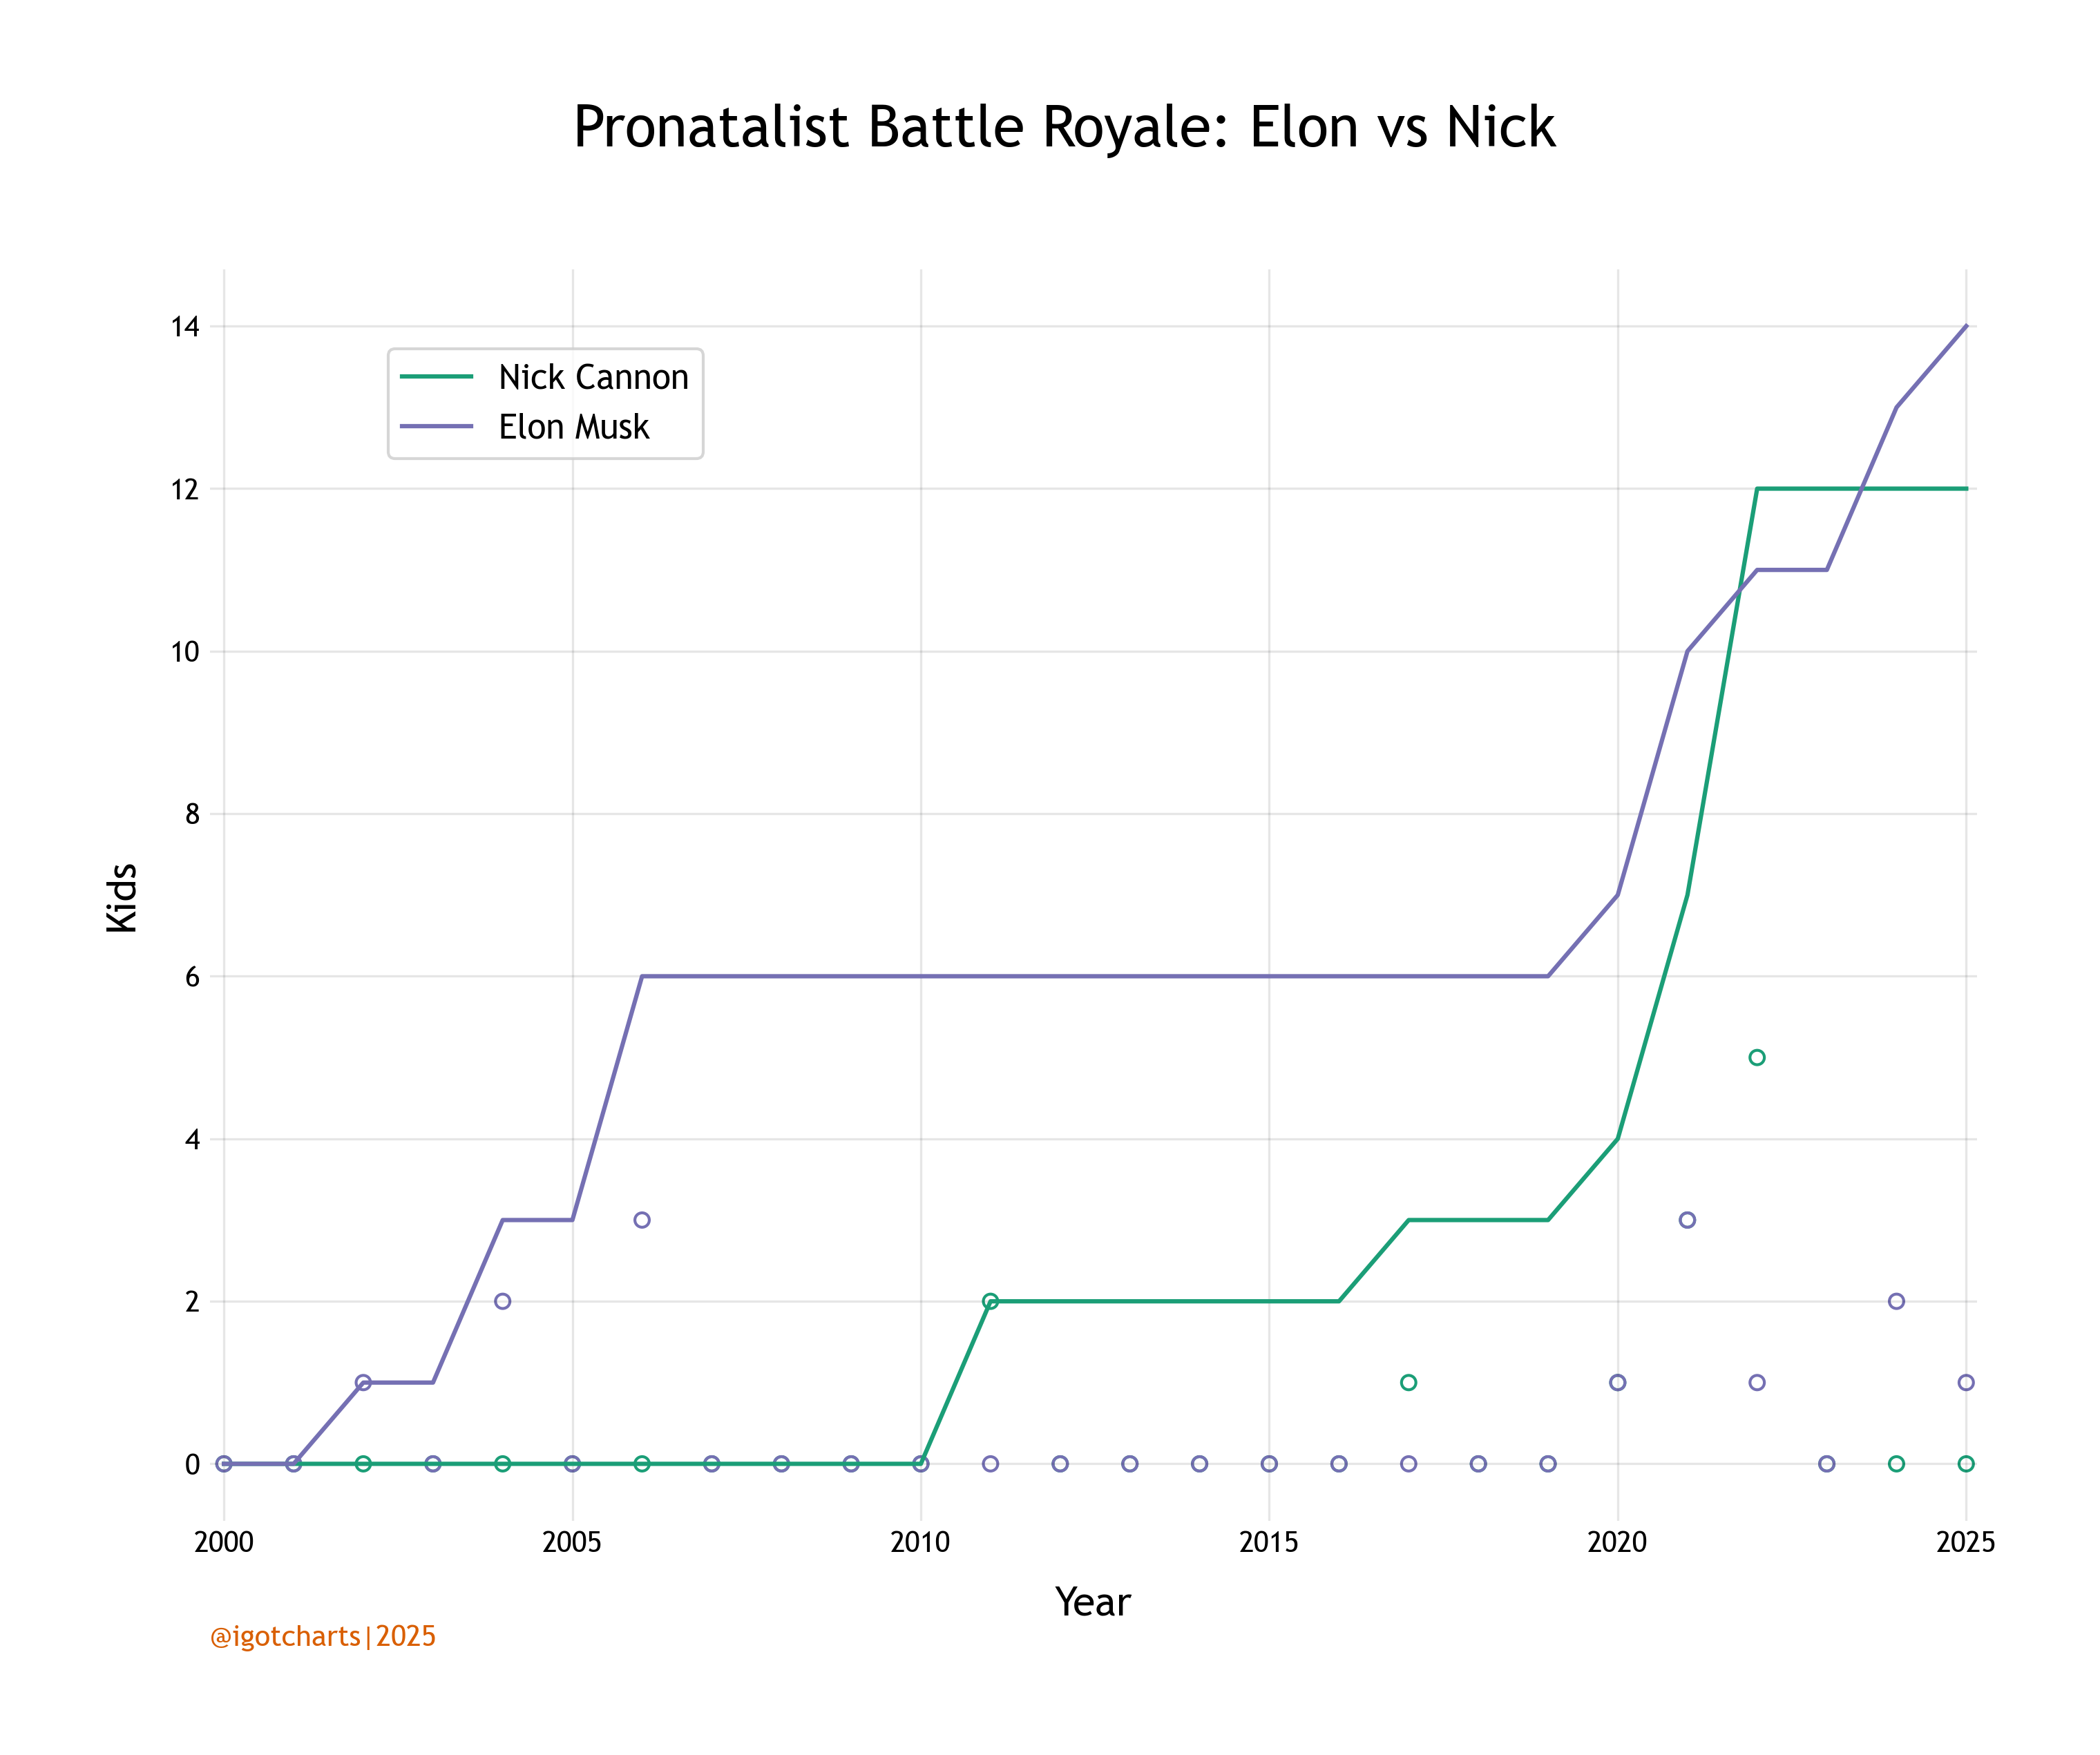 Pronatalist Battle Royale: Elon vs Nick
Nick Cannon
Elon Musk
14
12
10
8
6
4
2
0
Kids
2000 2005 2010 2015 2020 2025
Year
@igotcharts|2025